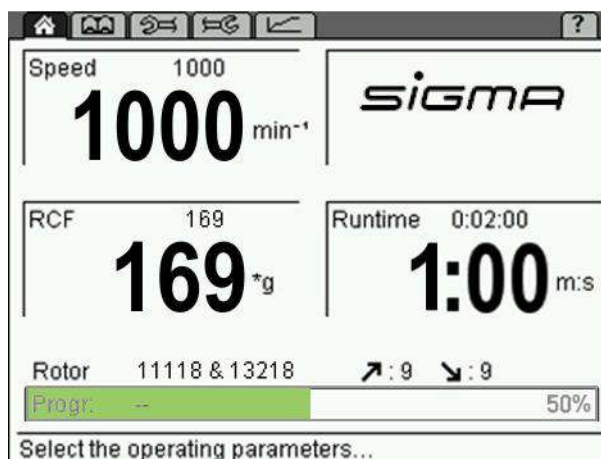 ?
Speed 1000
1000 min⁻¹
sigma
RCF 169
169 *g
Runtime 0:02:00
1:00 m:s
Rotor 11118 & 13218 ↗: 9 ↘: 9
Progr: -- 50%
Select the operating parameters...